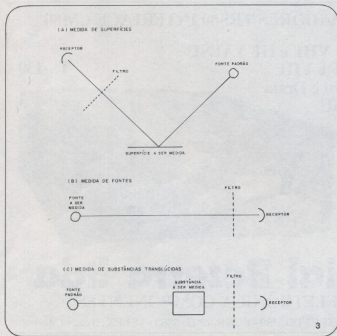 (A) MEDIDA DE SUPERFÍCIES
RECEPTOR
FILTRO
FONTE PADRÃO
SUPERFÍCIE A SER MEDIDA
(B) MEDIDA DE FONTES
FONTE
A SER
MEDIDA
FILTRO
RECEPTOR
(C) MEDIDA DE SUBSTÂNCIAS TRANSLÚCIDAS
FONTE
PADRÃO
SUBSTÂNCIA
A SER MEDIDA
FILTRO
RECEPTOR
3